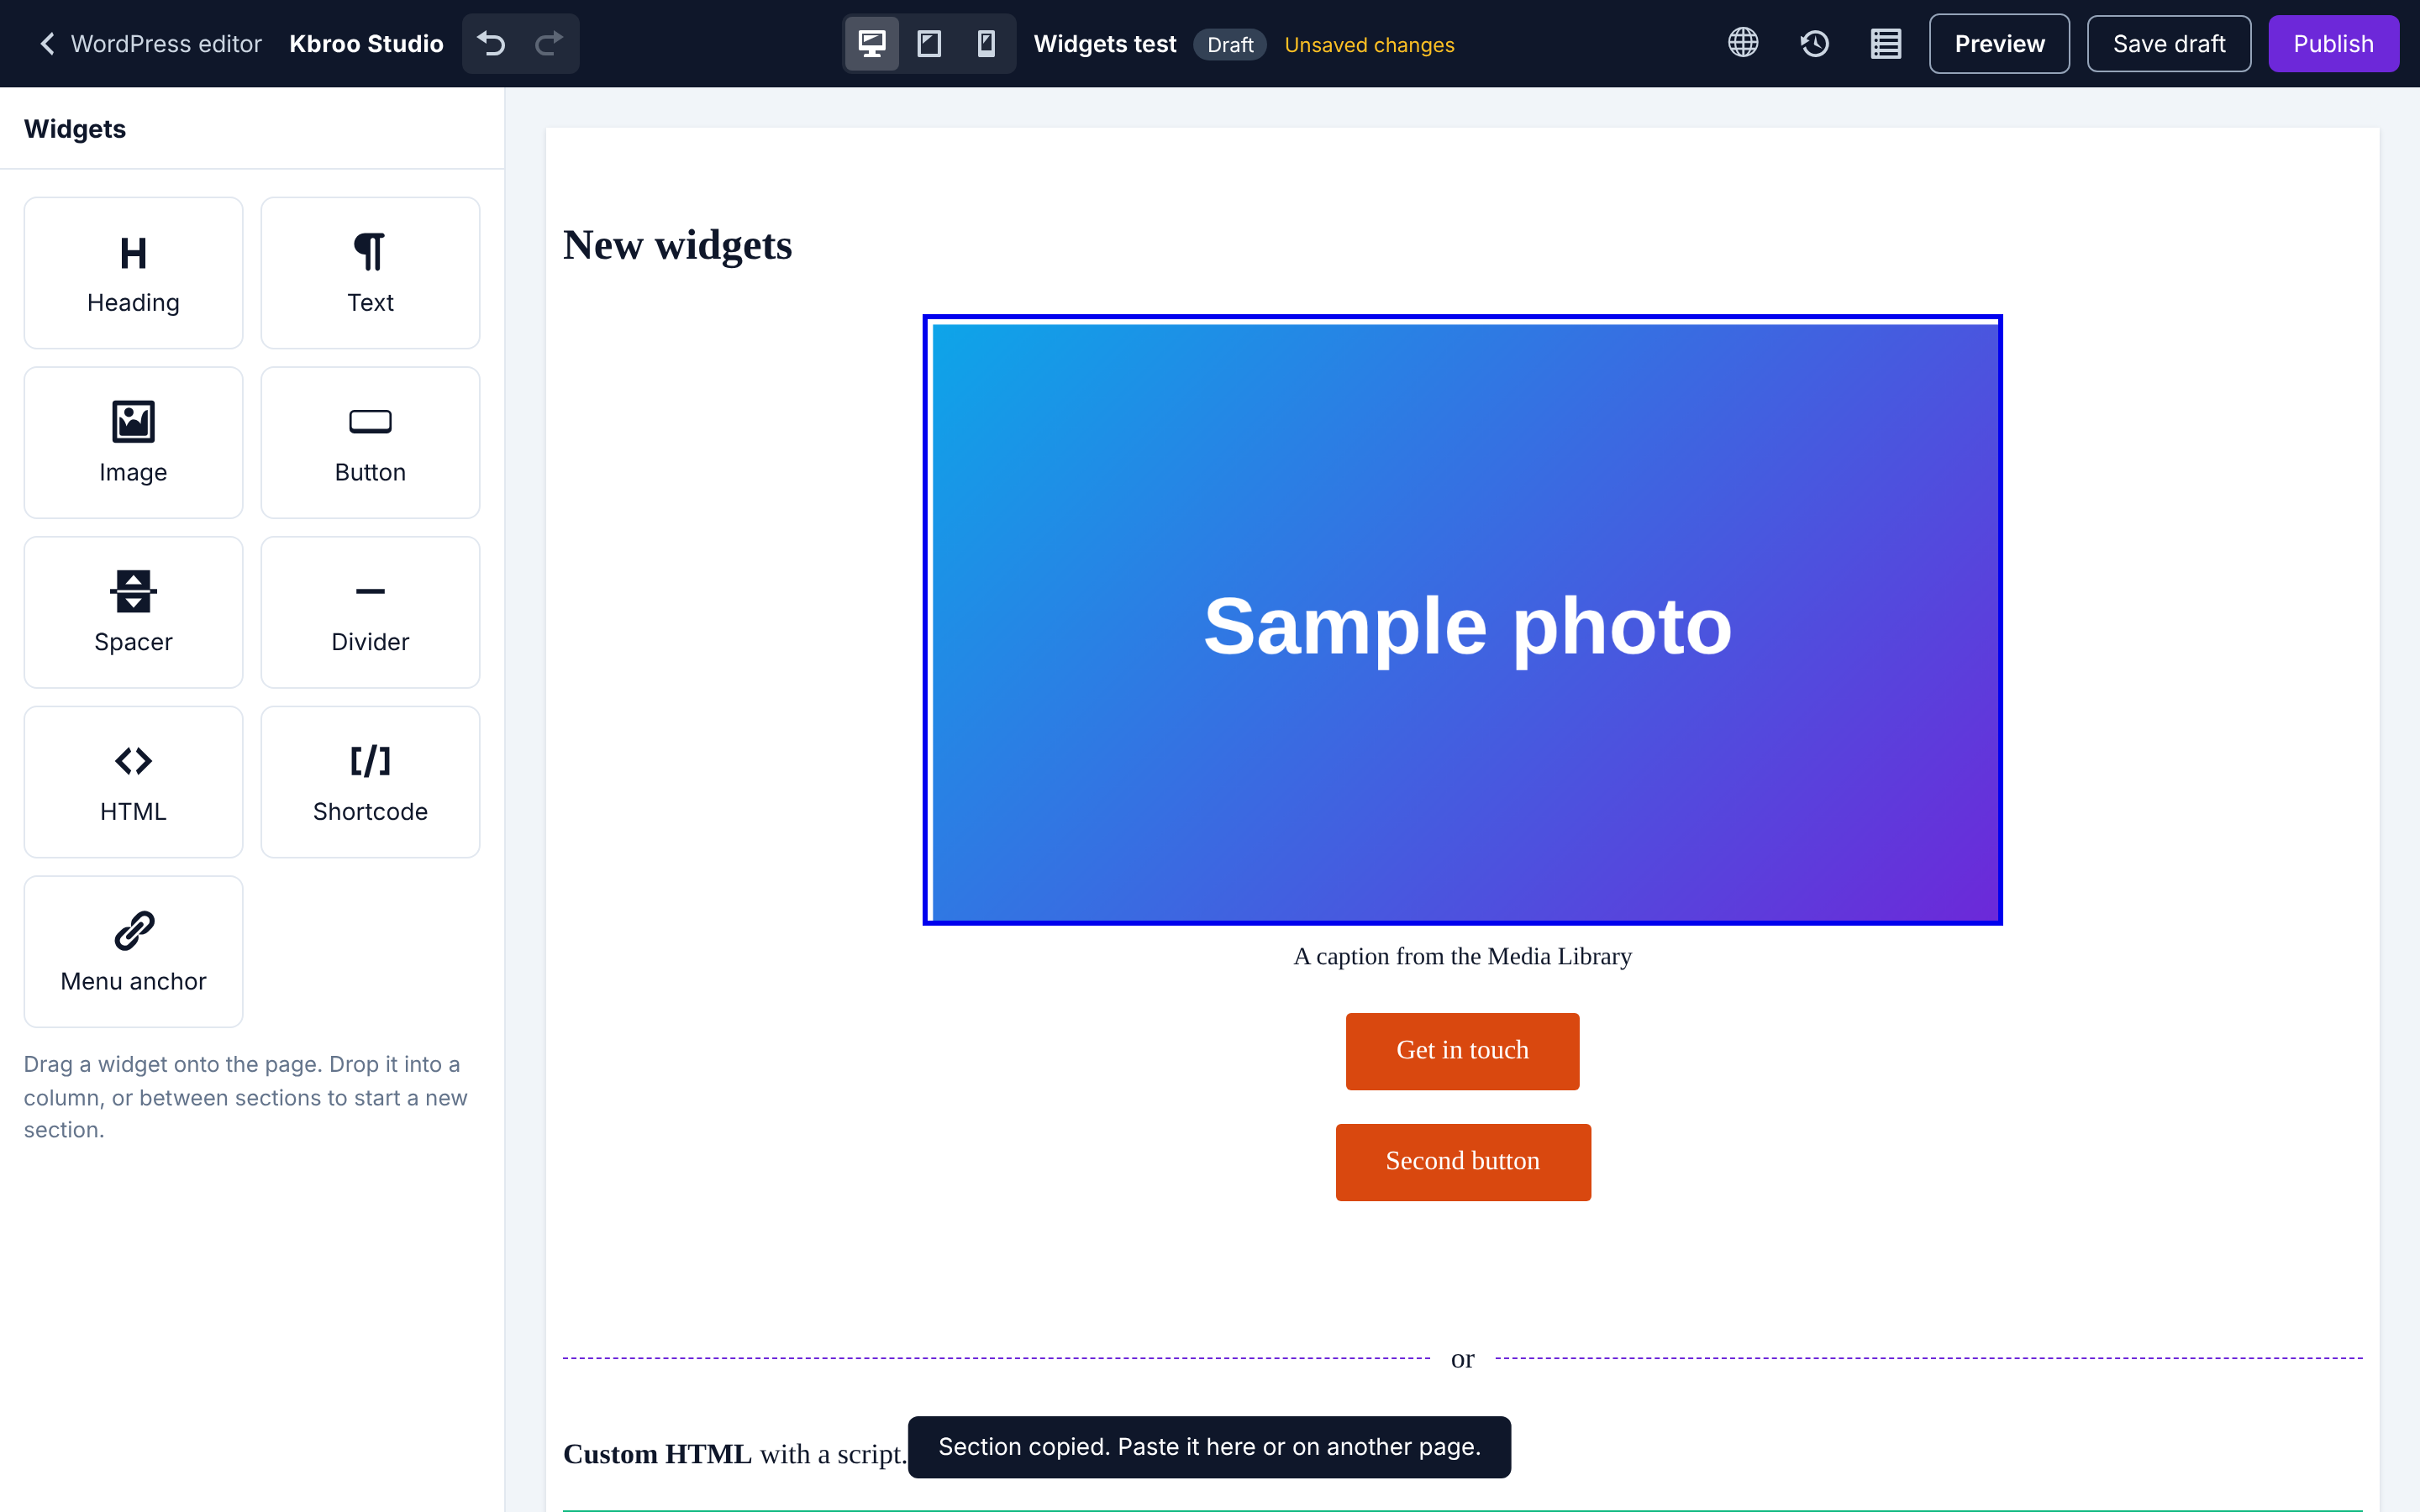 WordPress editor Kbroo Studio Widgets test Draft Unsaved changes Preview Save draft Publish
Widgets
Heading Text
Image Button
Spacer Divider
HTML Shortcode
Menu anchor
Drag a widget onto the page. Drop it into a
column, or between sections to start a new
section.
New widgets
Sample photo
A caption from the Media Library
Get in touch
Second button
or
Custom HTML with a script.
Section copied. Paste it here or on another page.